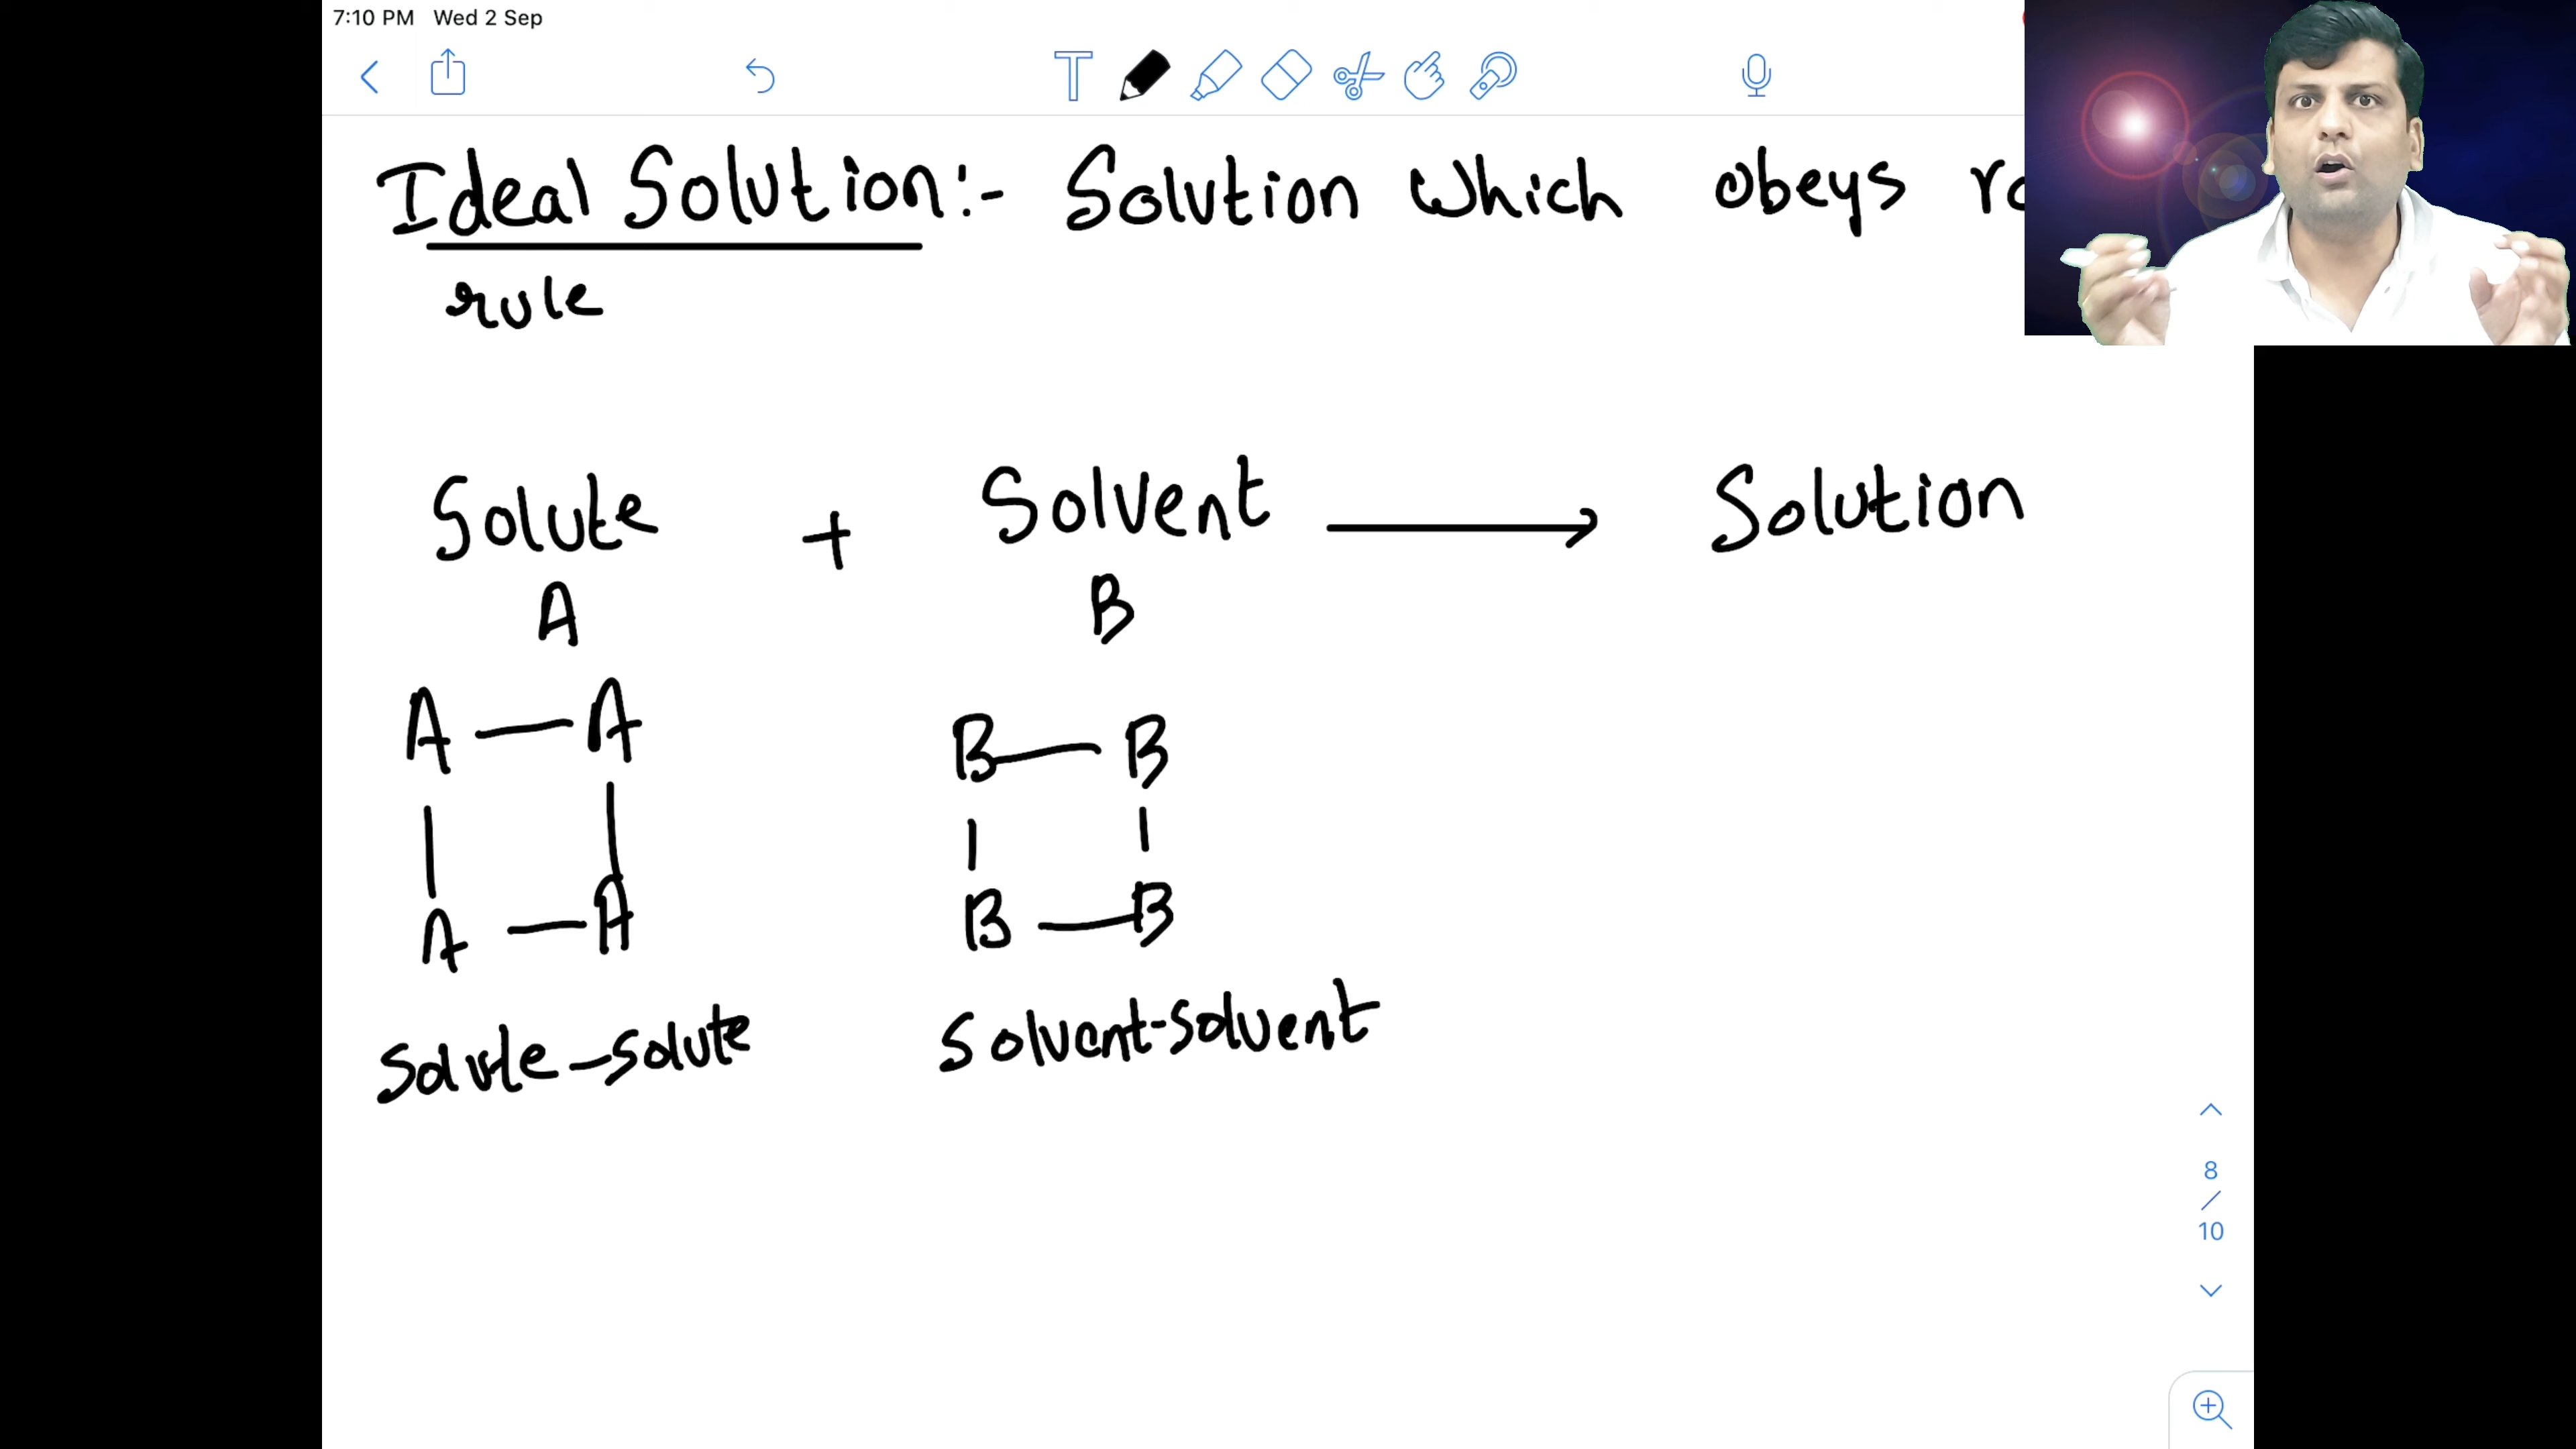 7:10 PM Wed 2 Sep
Ideal Solution:- Solution which obeys
rule
Solute + Solvent → Solution
A B
A — A B — B
A — A B — B
Solute-Solute Solvent-Solvent
8
/
10